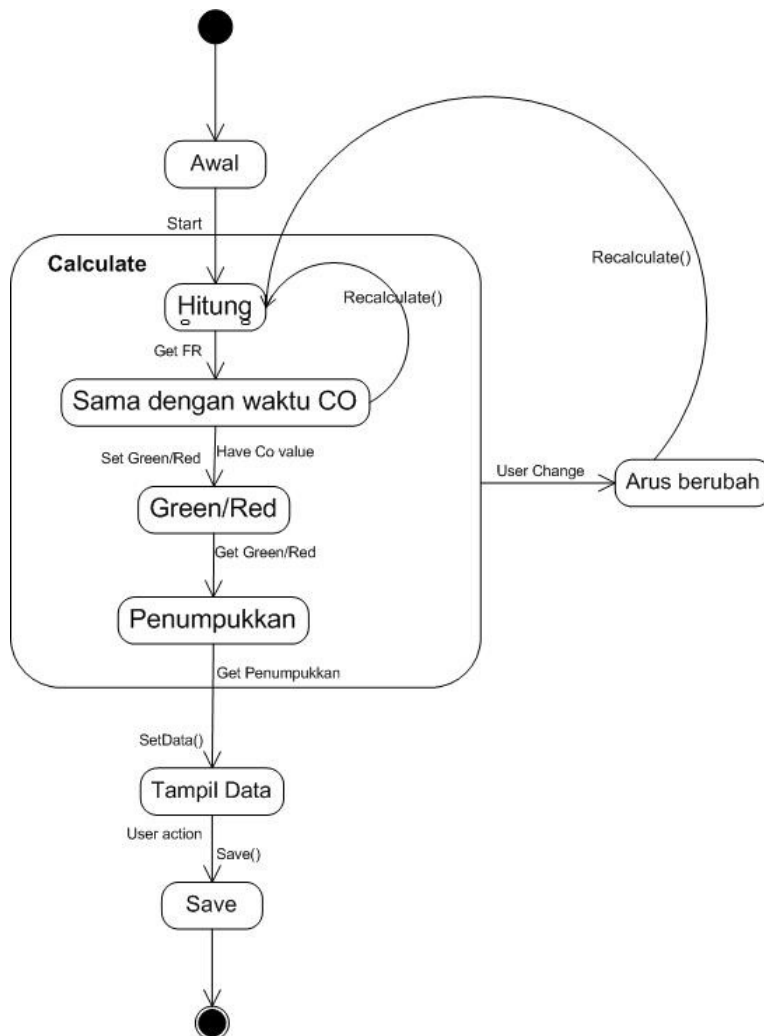 Awal
Start
Calculate
Recalculate()
Hitung
Recalculate()
Get FR
Sama dengan waktu CO
Set Green/Red
Have Co value
User Change
Arus berubah
Green/Red
Get Green/Red
Penumpukkan
Get Penumpukkan
SetData()
Tampil Data
User action
Save()
Save